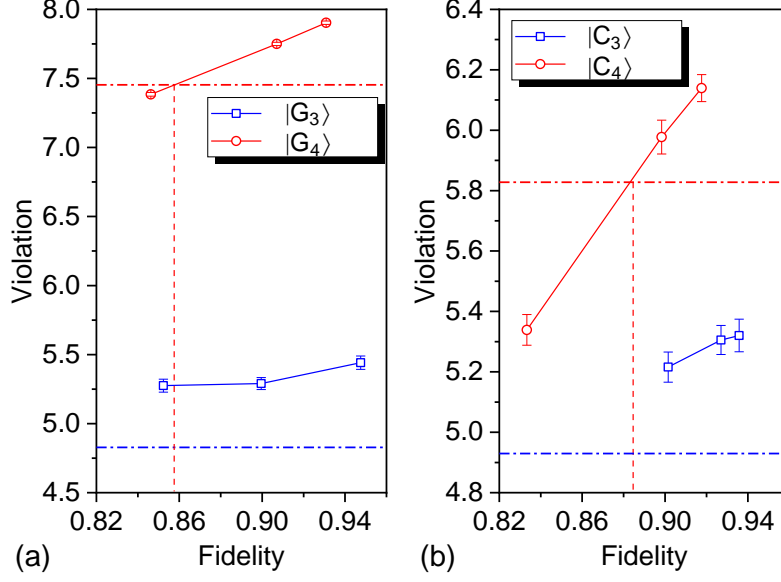 8.0
7.5
7.0
6.5
6.0
5.5
5.0
4.5
Violation
|G₃⟩
|G₄⟩
0.82 0.86 0.90 0.94
Fidelity
(a)
6.4
6.2
6.0
5.8
5.6
5.4
5.2
5.0
4.8
Violation
|C₃⟩
|C₄⟩
0.82 0.86 0.90 0.94
Fidelity
(b)